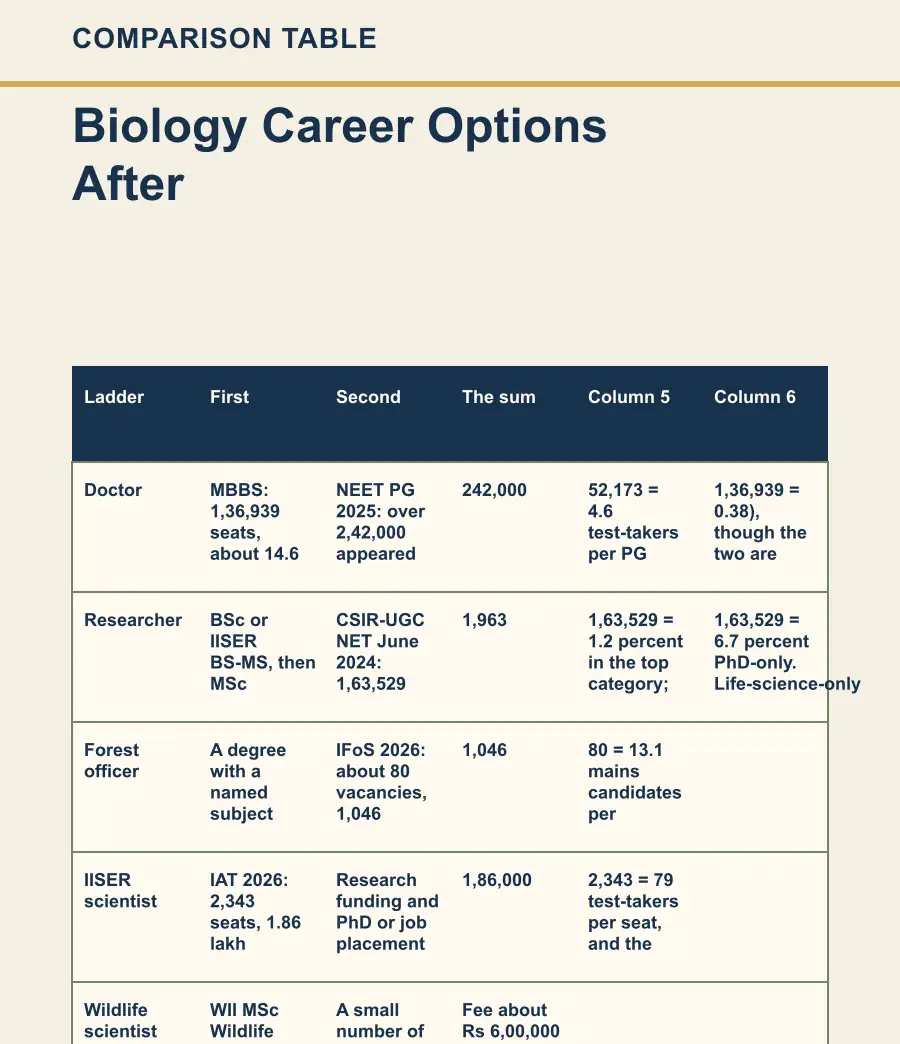 COMPARISON TABLE
Biology Career Options
After
Ladder First Second The sum Column 5 Column 6
Doctor
MBBS:
1,36,939
seats,
about 14.6
NEET PG
2025: over
2,42,000
appeared
242,000
52,173 =
4.6
test-takers
per PG
1,36,939 =
0.38),
though the
two are
Researcher
BSc or
IISER
BS-MS, then
MSc
CSIR-UGC
NET June
2024:
1,63,529
1,963
1,63,529 =
1.2 percent
in the top
category;
1,63,529 =
6.7 percent
PhD-only.
Life-science-only
Forest
officer
A degree
with a
named
subject
IFoS 2026:
about 80
vacancies,
1,046
1,046
80 = 13.1
mains
candidates
per
IISER
scientist
IAT 2026:
2,343
seats, 1.86
lakh
Research
funding and
PhD or job
placement
1,86,000
2,343 = 79
test-takers
per seat,
and the
Wildlife
scientist
WII MSc
Wildlife
A small
number of
Fee about
Rs 6,00,000